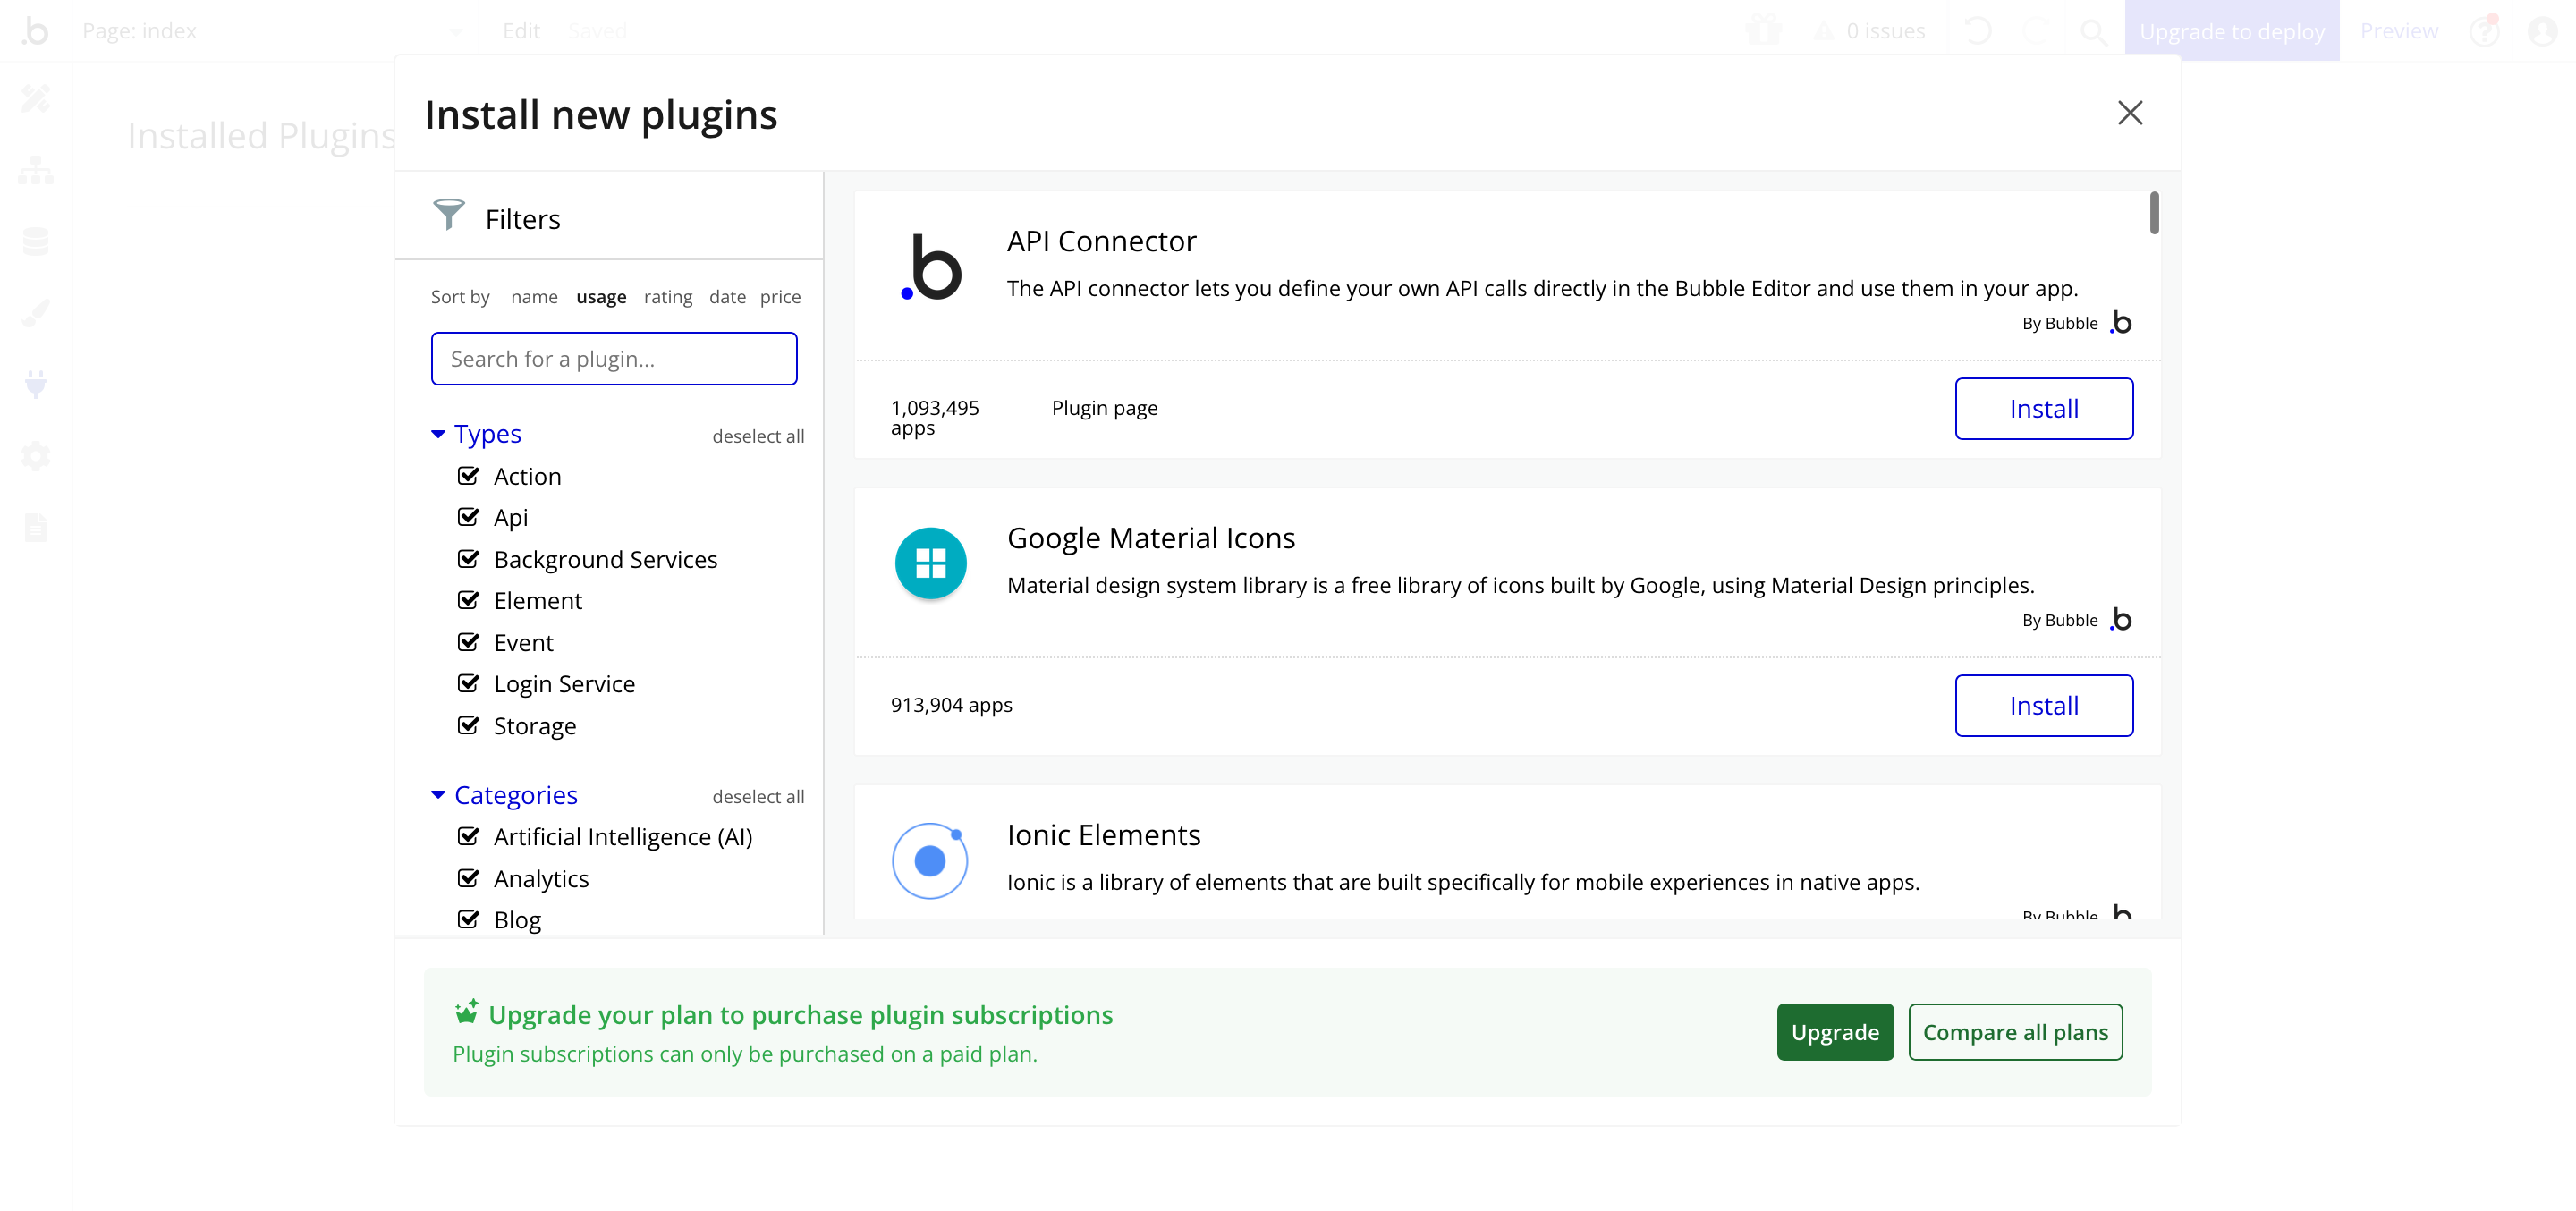 Page: index
Edit
Saved
0 issues
Upgrade to deploy
Preview
Installed Plugins
Install new plugins
Filters
Sort by name usage rating date price
Search for a plugin...
Types deselect all
Action
Api
Background Services
Element
Event
Login Service
Storage
Categories deselect all
Artificial Intelligence (AI)
Analytics
Blog
API Connector
The API connector lets you define your own API calls directly in the Bubble Editor and use them in your app.
By Bubble
1,093,495
apps
Plugin page
Install
Google Material Icons
Material design system library is a free library of icons built by Google, using Material Design principles.
By Bubble
913,904 apps
Install
Ionic Elements
Ionic is a library of elements that are built specifically for mobile experiences in native apps.
By Bubble
Upgrade your plan to purchase plugin subscriptions
Plugin subscriptions can only be purchased on a paid plan.
Upgrade
Compare all plans